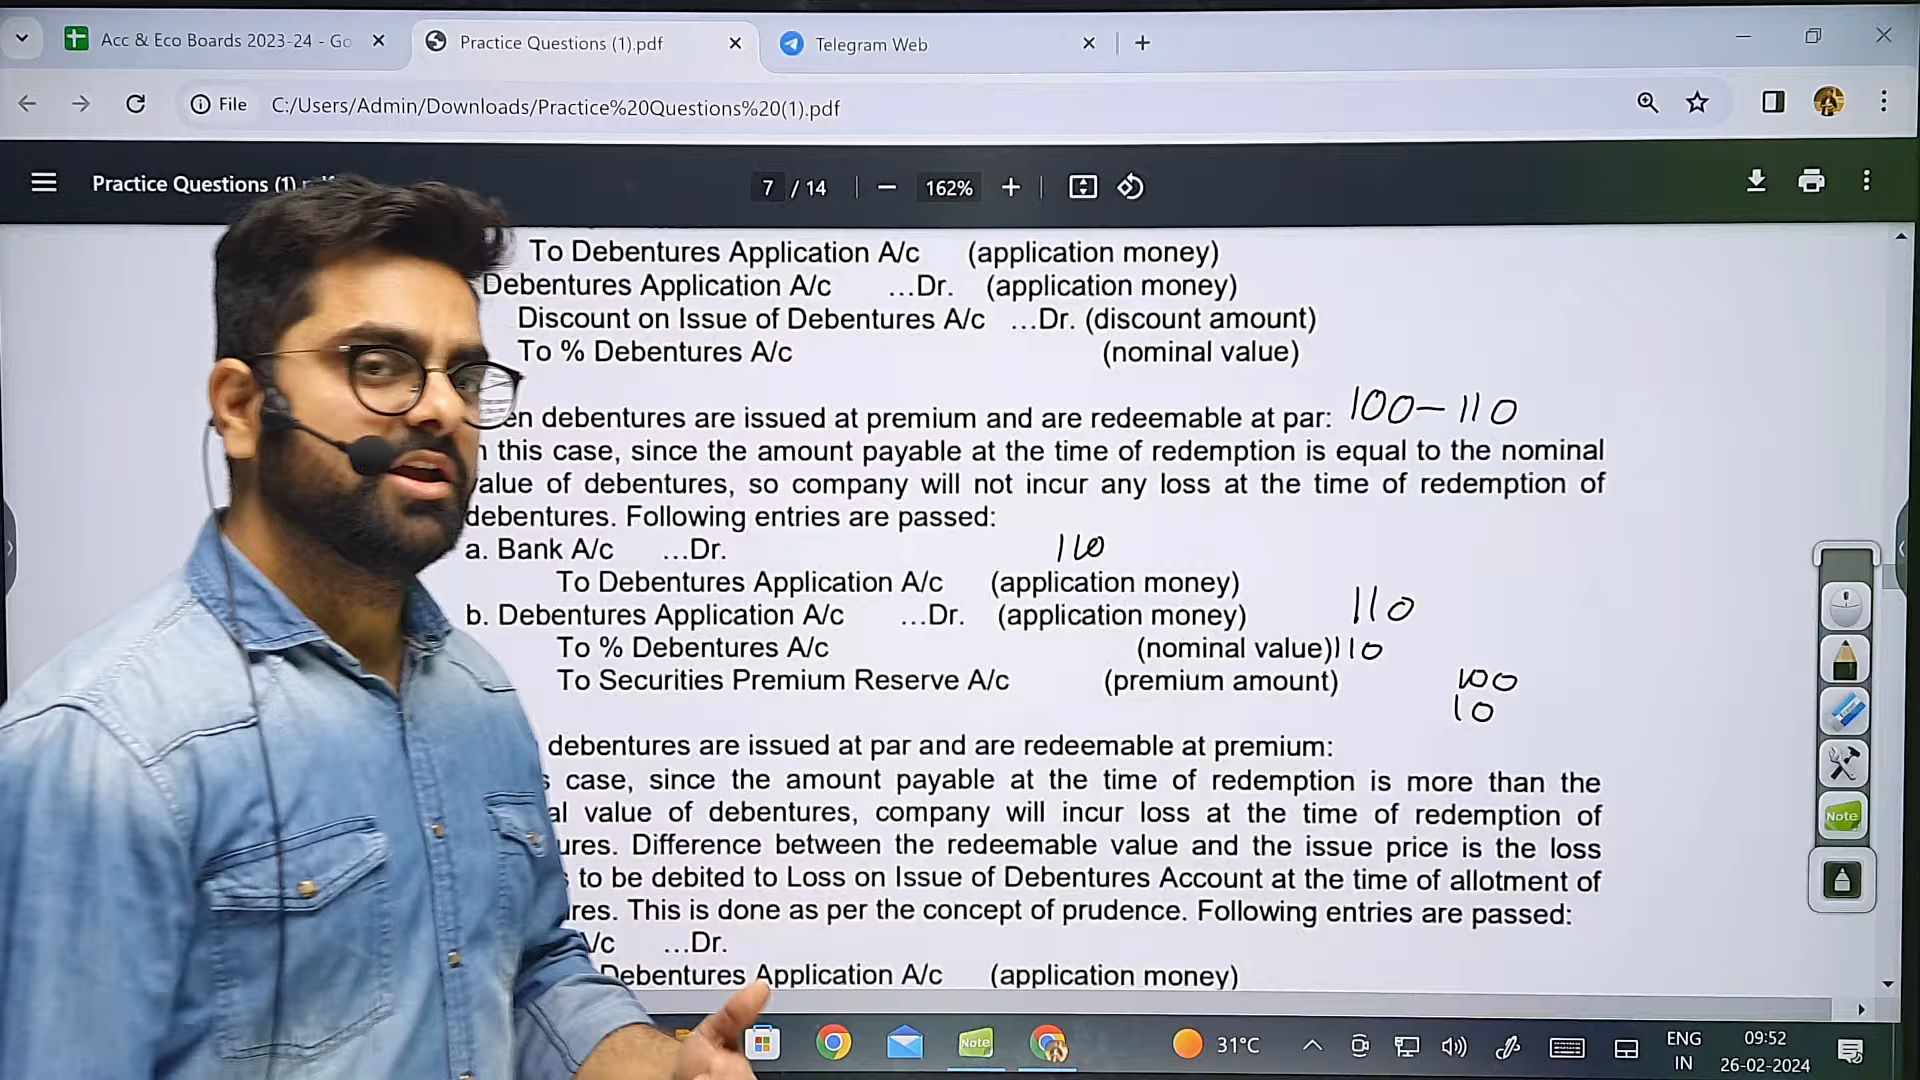 Acc & Eco Boards 2023-24 - Go
Practice Questions (1).pdf
Telegram Web
File C:/Users/Admin/Downloads/Practice%20Questions%20(1).pdf
Practice Questions (1)
7 / 14
162%
To Debentures Application A/c (application money)
Debentures Application A/c ...Dr. (application money)
Discount on Issue of Debentures A/c ...Dr. (discount amount)
To % Debentures A/c (nominal value)
en debentures are issued at premium and are redeemable at par: 100-110
this case, since the amount payable at the time of redemption is equal to the nominal
alue of debentures, so company will not incur any loss at the time of redemption of
debentures. Following entries are passed:
a. Bank A/c ...Dr. 110
To Debentures Application A/c (application money)
b. Debentures Application A/c ...Dr. (application money) 110
To % Debentures A/c (nominal value) 110
To Securities Premium Reserve A/c (premium amount) 100
10
debentures are issued at par and are redeemable at premium:
case, since the amount payable at the time of redemption is more than the
al value of debentures, company will incur loss at the time of redemption of
ures. Difference between the redeemable value and the issue price is the loss
to be debited to Loss on Issue of Debentures Account at the time of allotment of
res. This is done as per the concept of prudence. Following entries are passed:
A/c ...Dr.
Debentures Application A/c (application money)
Note
Note
31°C
ENG
IN
09:52
26-02-2024